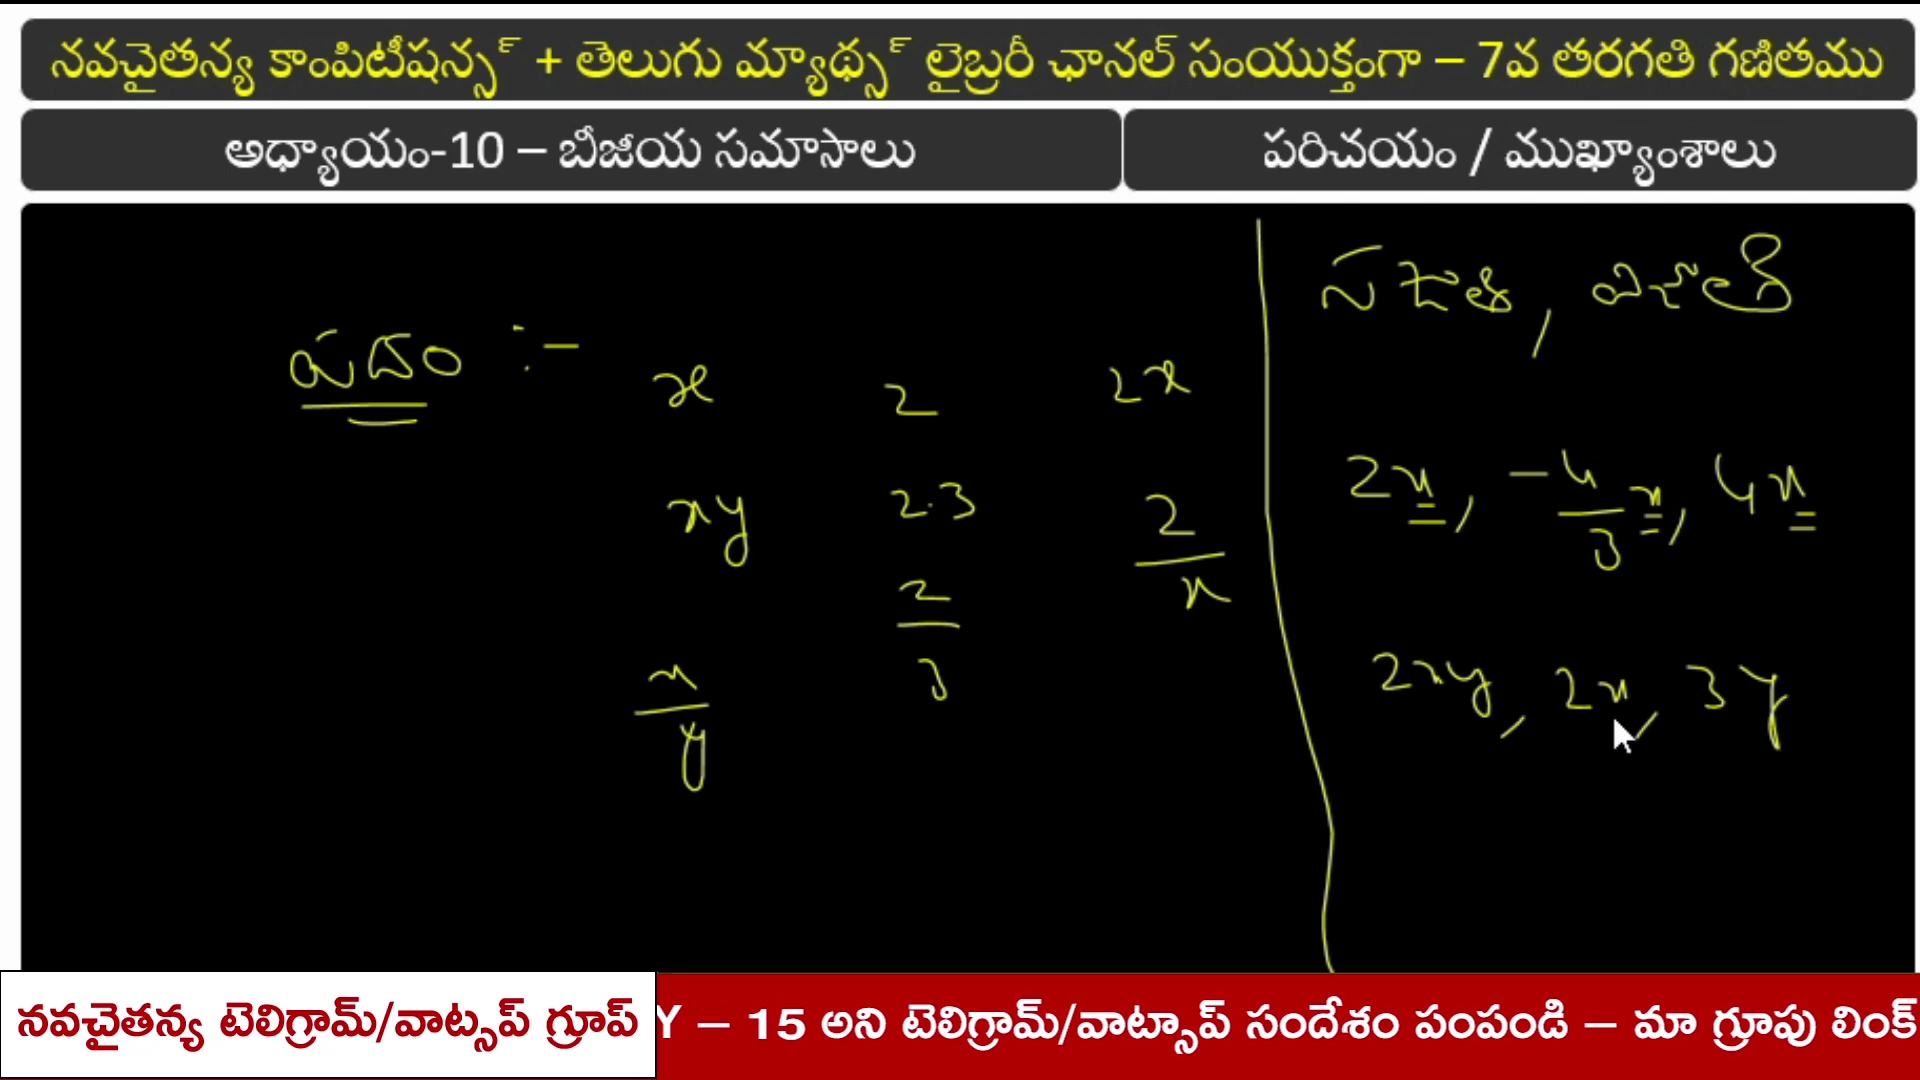 నవచైతన్య కాంపిటీషన్స్ + తెలుగు మ్యాథ్స్ లైబ్రరీ ఛానల్ సంయుక్తంగా – 7వ తరగతి గణితము
అధ్యాయం-10 – బీజీయ సమాసాలు
పరిచయం / ముఖ్యాంశాలు
పదం :-
x 2 2x
xy 2.3 2/x
2/3
x/y
సజాతి, విజాతి
2x, -4/3 x, 4x
2xy, 2x, 3y
నవచైతన్య టెలిగ్రామ్/వాట్సప్ గ్రూప్
Y – 15 అని టెలిగ్రామ్/వాట్సాప్ సందేశం పంపండి – మా గ్రూపు లింక్